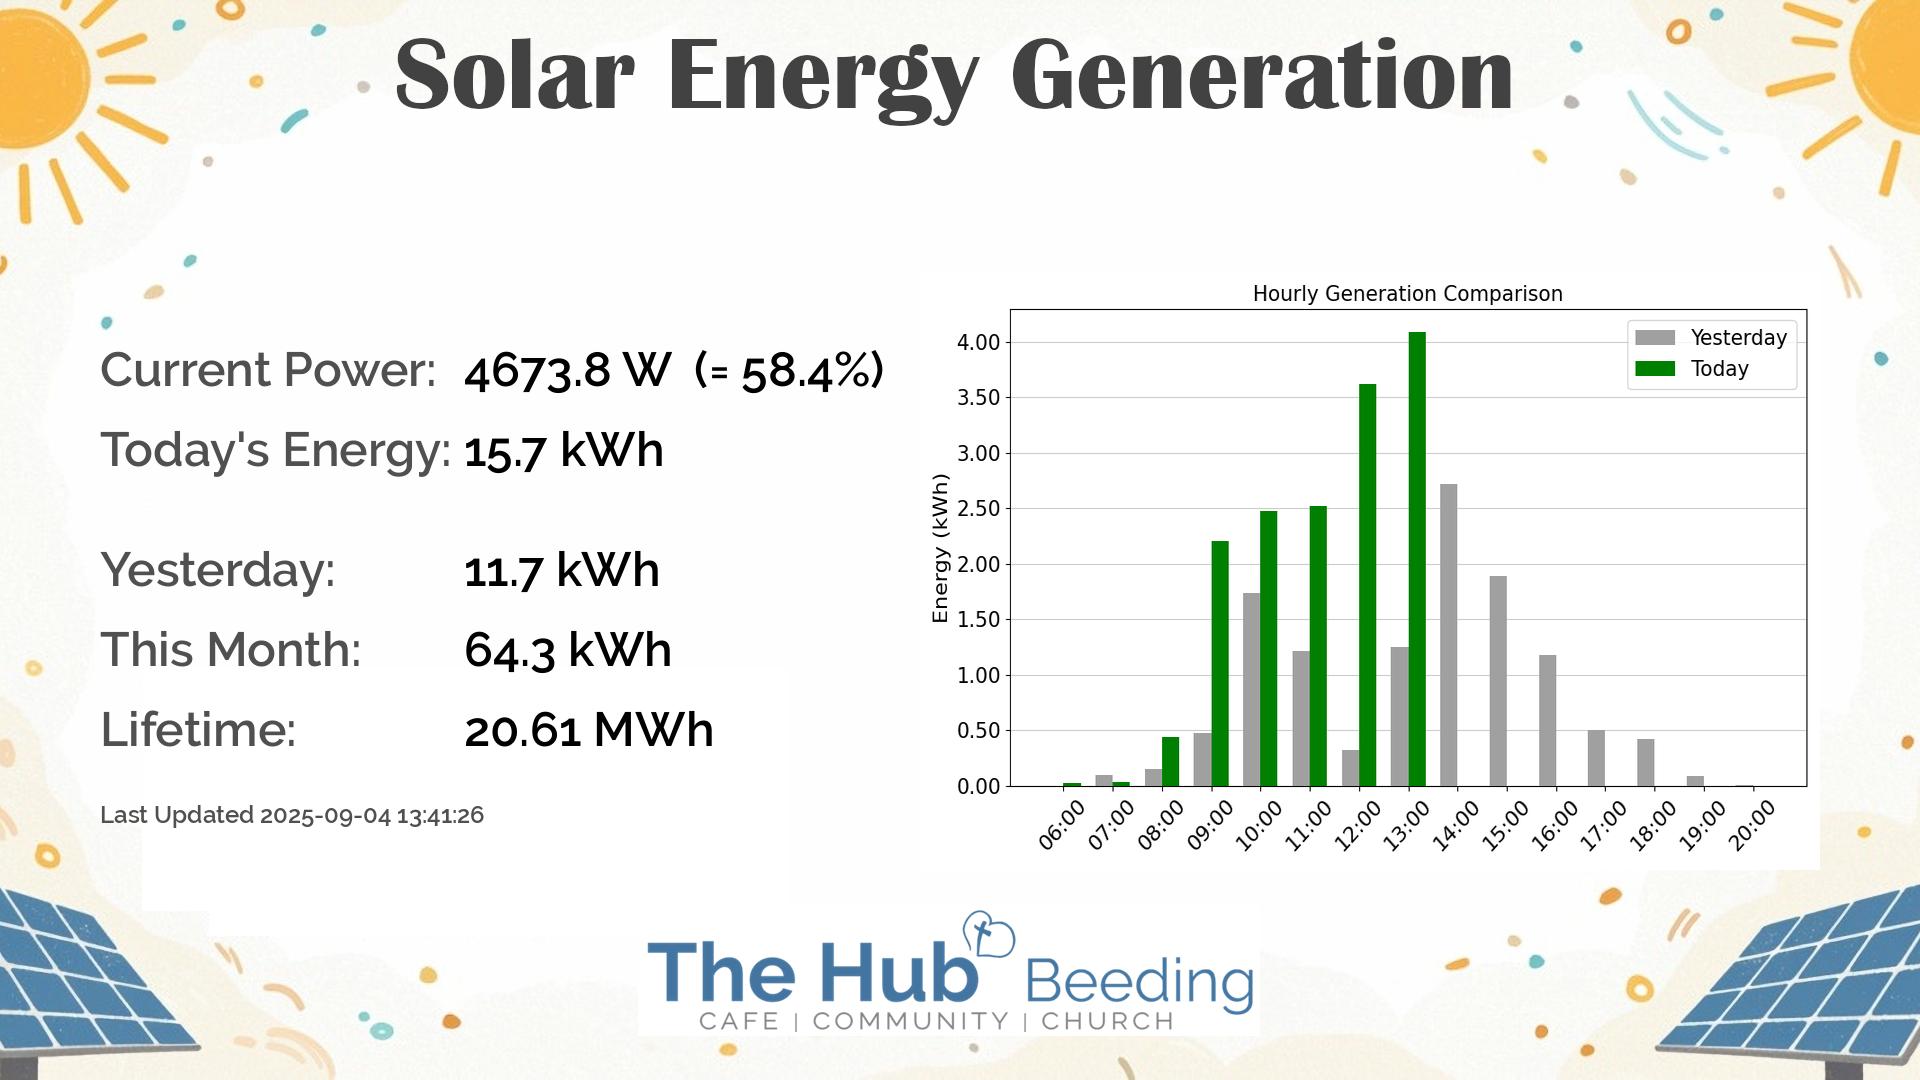 Solar Energy Generation
Current Power: 4673.8 W (= 58.4%)
Today's Energy: 15.7 kWh
Yesterday: 11.7 kWh
This Month: 64.3 kWh
Lifetime: 20.61 MWh
Last Updated 2025-09-04 13:41:26
Hourly Generation Comparison
Yesterday
Today
Energy (kWh)
4.00
3.50
3.00
2.50
2.00
1.50
1.00
0.50
0.00
06:00 07:00 08:00 09:00 10:00 11:00 12:00 13:00 14:00 15:00 16:00 17:00 18:00 19:00 20:00
The Hub Beeding
CAFE | COMMUNITY | CHURCH